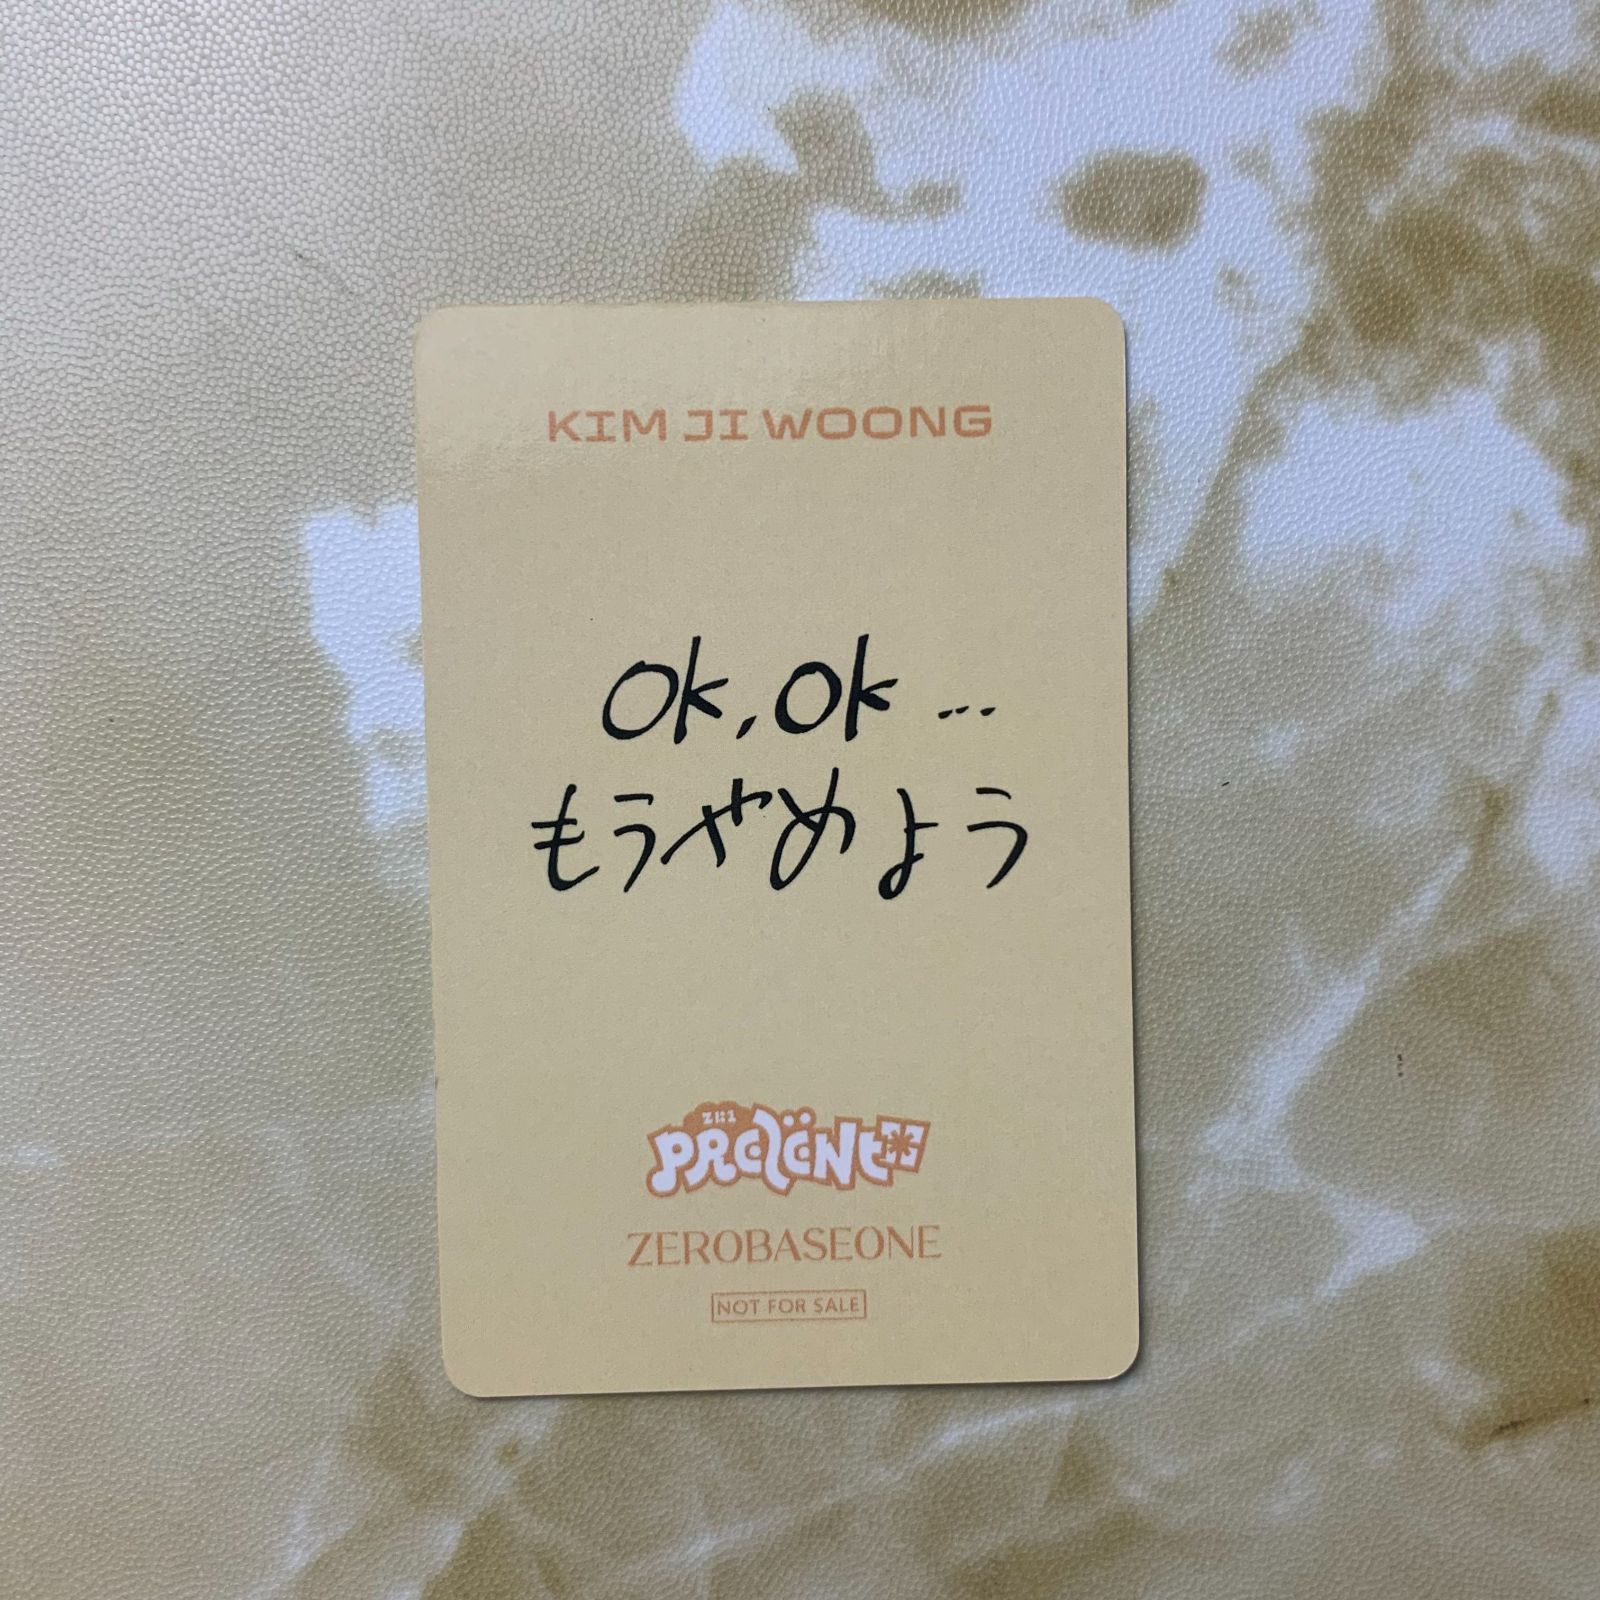 KIM JI WOONG
Ok, Ok ...
もうやめよう
ZB1
PREZENT
ZEROBASEONE
NOT FOR SALE